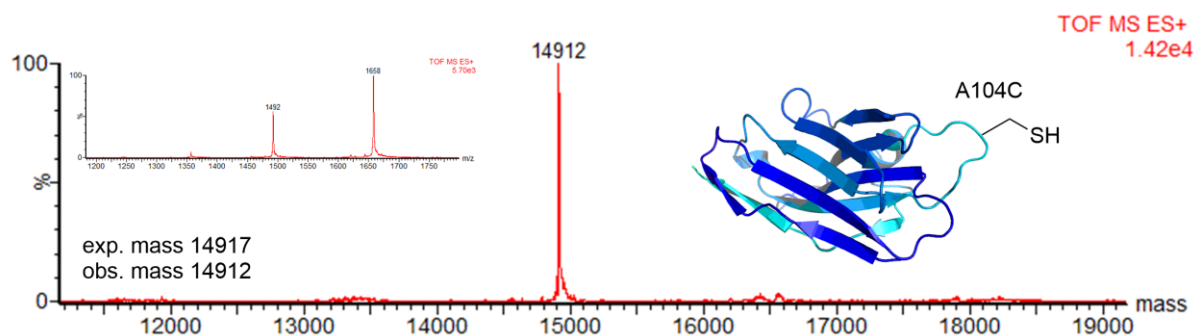 TOF MS ES+
1.42e4
14912
100
%
0
TOF MS ES+
5.70e3
100
%
0
1492
1658
1200 1250 1300 1350 1400 1450 1500 1550 1600 1650 1700 1750 m/z
A104C
SH
exp. mass 14917
obs. mass 14912
12000 13000 14000 15000 16000 17000 18000 19000 mass